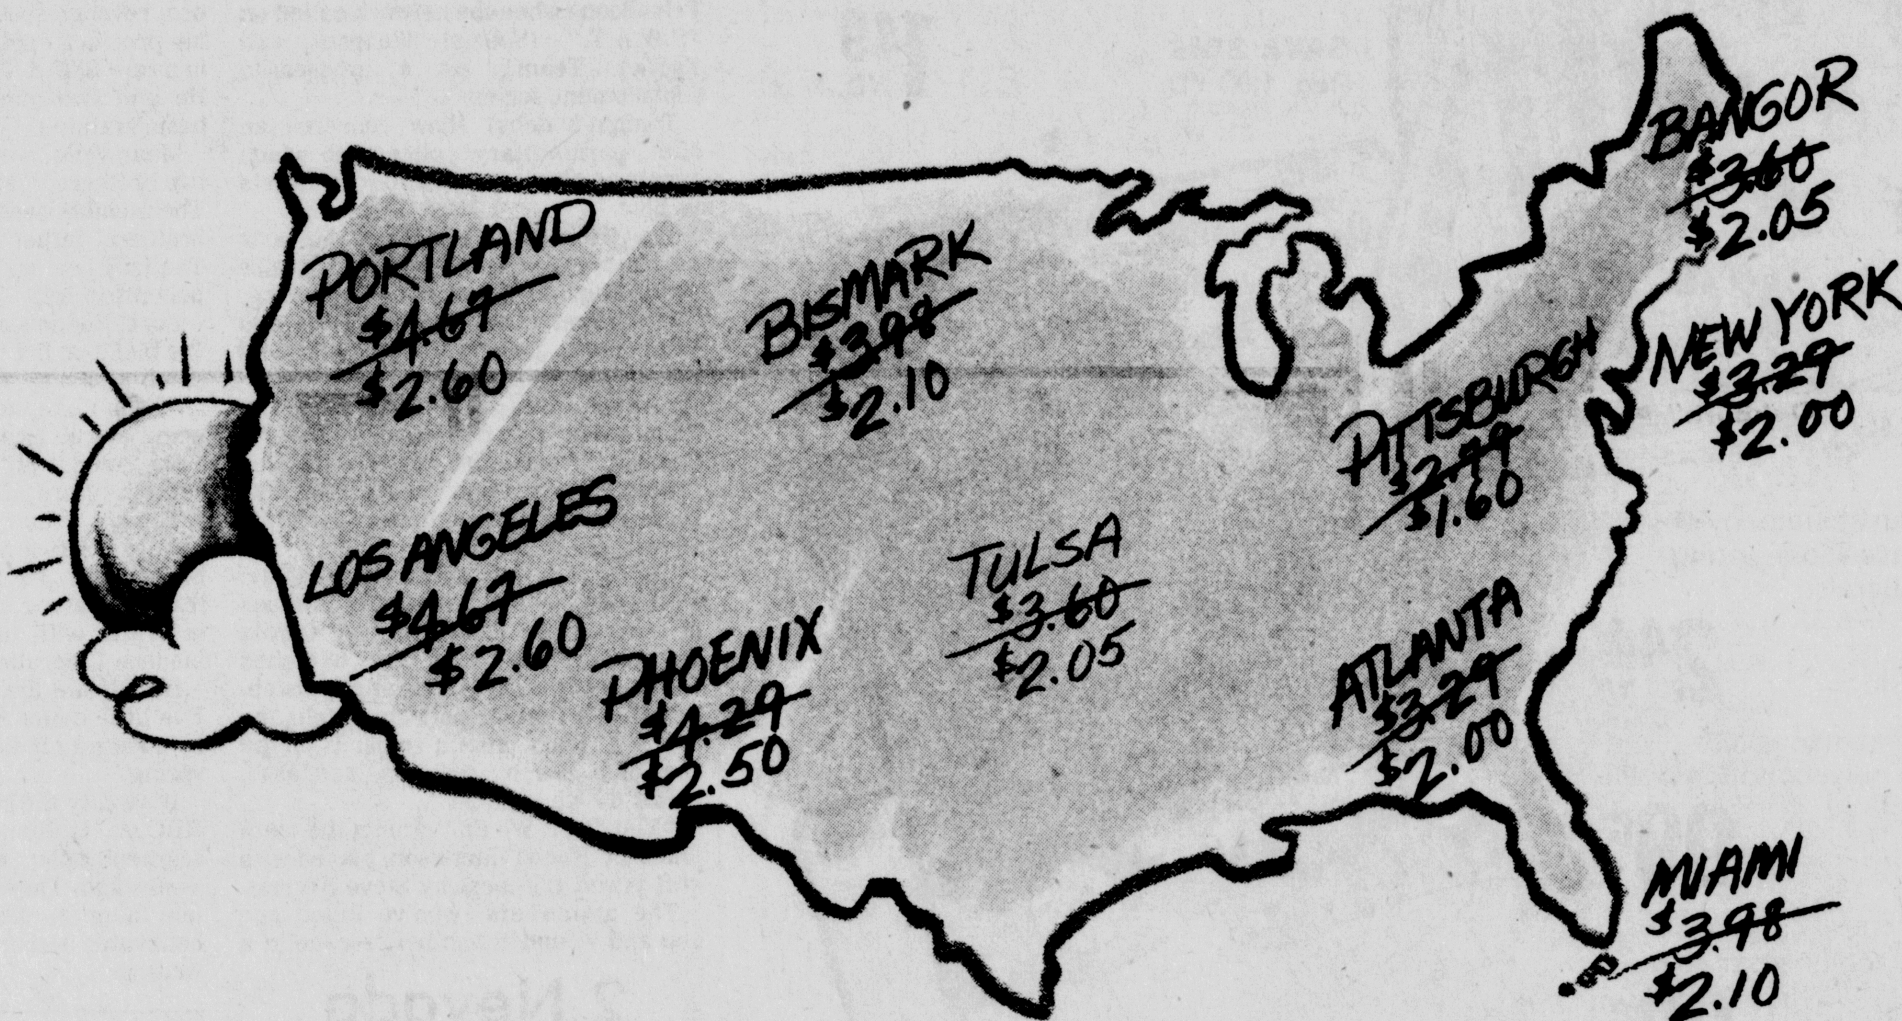 BANGOR
$3.60
$2.05
PORTLAND
$4.67
$2.60
BISMARK
$3.98
$2.10
NEW YORK
$3.29
$2.00
PITTSBURGH
$2.99
$1.60
LOS ANGELES
$4.67
$2.60
TULSA
$3.60
$2.05
PHOENIX
$4.29
$2.50
ATLANTA
$3.29
$2.00
MIAMI
$3.98
$2.10